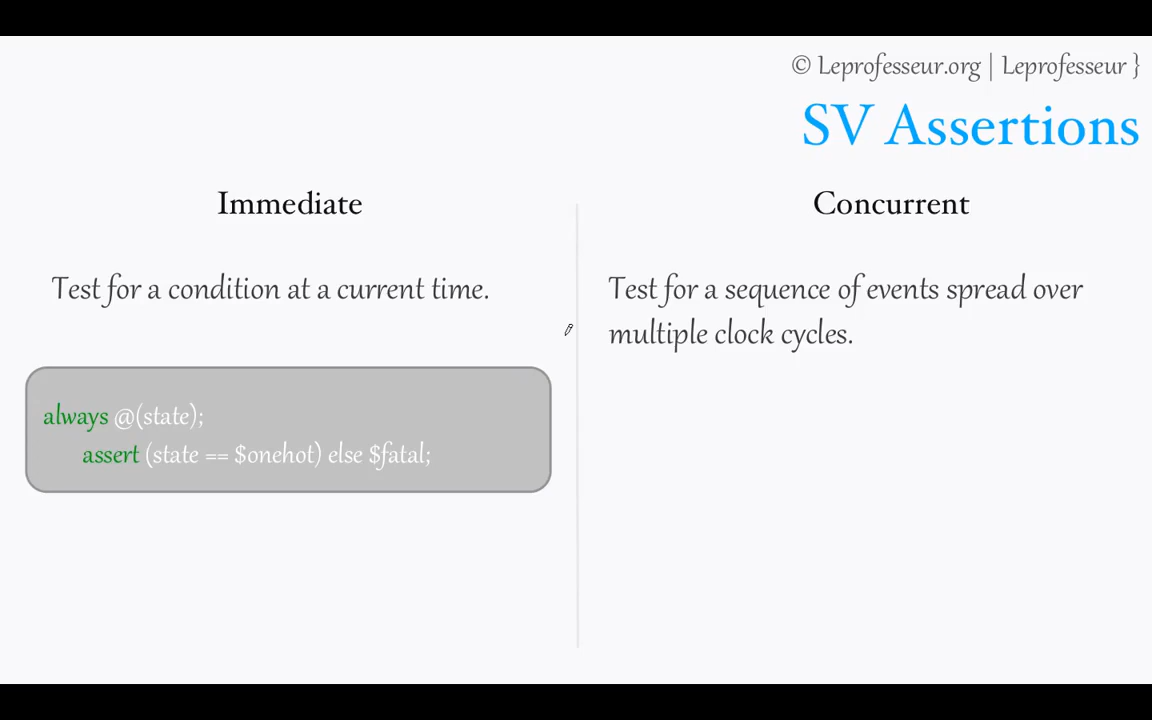 © Leprofesseur.org | Leprofesseur }
SV Assertions
Immediate
Test for a condition at a current time.
always @(state);
assert (state == $onehot) else $fatal;
Concurrent
Test for a sequence of events spread over
multiple clock cycles.